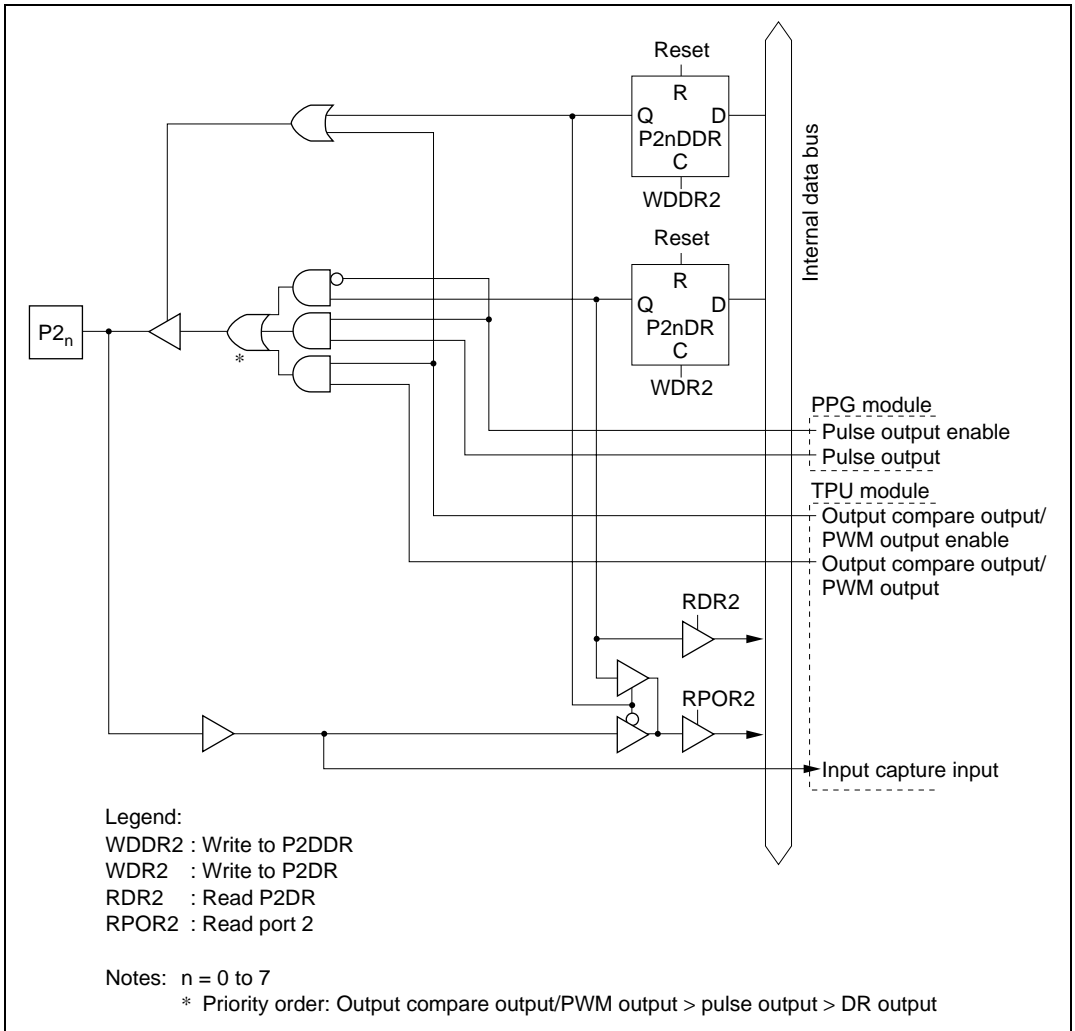 Reset
R
Q D
P2nDDR
C
WDDR2
Internal data bus
Reset
R
Q D
P2nDR
C
WDR2
P2n
*
PPG module
Pulse output enable
Pulse output
TPU module
Output compare output/
PWM output enable
Output compare output/
PWM output
RDR2
RPOR2
Input capture input
Legend:
WDDR2 : Write to P2DDR
WDR2 : Write to P2DR
RDR2 : Read P2DR
RPOR2 : Read port 2
Notes: n = 0 to 7
* Priority order: Output compare output/PWM output > pulse output > DR output